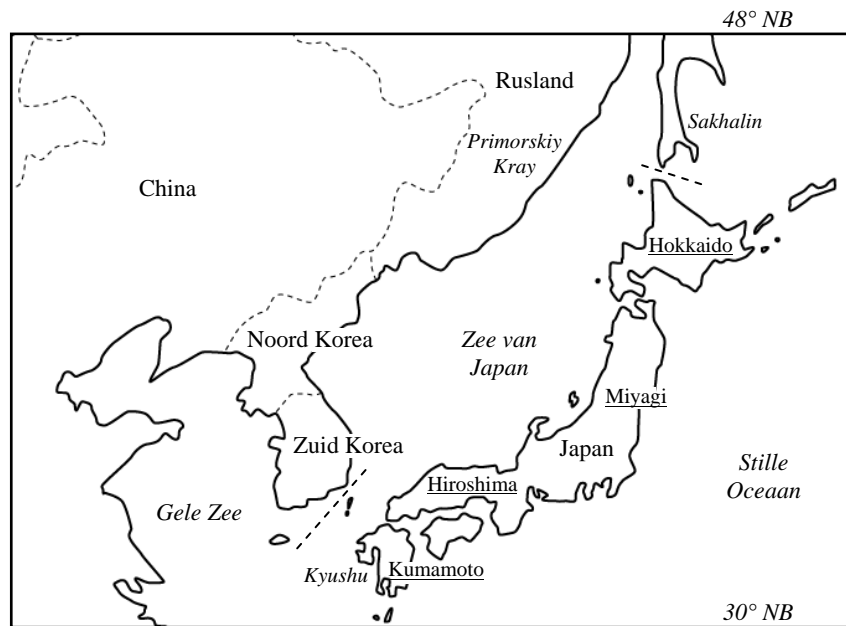 48° NB
Rusland
Sakhalin
Primorskiy
Kray
China
Hokkaido
Noord Korea
Zee van
Japan
Miyagi
Zuid Korea
Japan
Hiroshima
Stille
Oceaan
Gele Zee
Kyushu
Kumamoto
30° NB